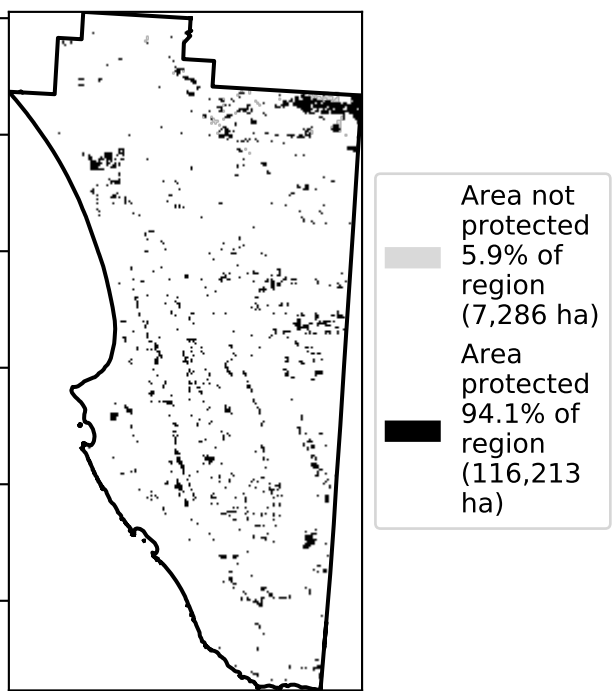 Area not
protected
5.9% of
region
(7,286 ha)
Area
protected
94.1% of
region
(116,213
ha)